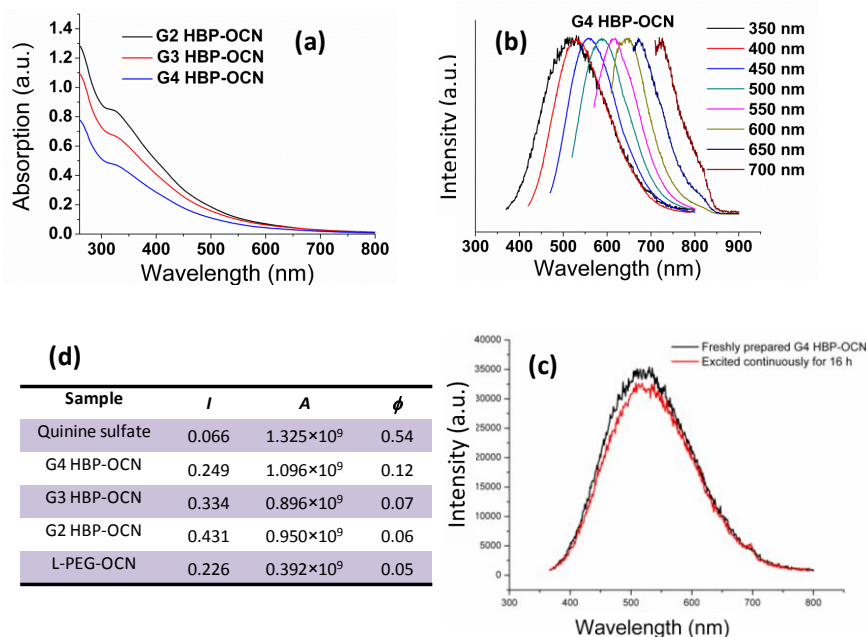 (a)
G2 HBP-OCN
G3 HBP-OCN
G4 HBP-OCN
Absorption (a.u.)
1.4
1.2
1.0
0.8
0.6
0.4
0.2
0.0
300 400 500 600 700 800
Wavelength (nm)
(b)
G4 HBP-OCN
350 nm
400 nm
450 nm
500 nm
550 nm
600 nm
650 nm
700 nm
Intensity (a.u.)
300 400 500 600 700 800 900
Wavelength (nm)
(d)
Sample I A ϕ
Quinine sulfate 0.066 1.325×10⁹ 0.54
G4 HBP-OCN 0.249 1.096×10⁹ 0.12
G3 HBP-OCN 0.334 0.896×10⁹ 0.07
G2 HBP-OCN 0.431 0.950×10⁹ 0.06
L-PEG-OCN 0.226 0.392×10⁹ 0.05
(c)
Freshly prepared G4 HBP-OCN
Excited continuously for 16 h
Intensity (a.u.)
40000
35000
30000
25000
20000
15000
10000
5000
0
300 400 500 600 700 800
Wavelength (nm)